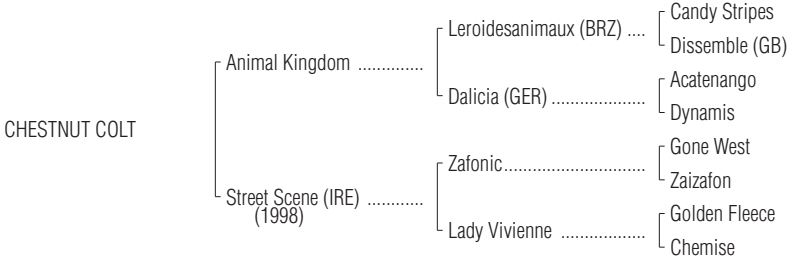 Candy Stripes
Leroidesanimaux (BRZ) ....
Dissemble (GB)
Animal Kingdom ..............
Acatenango
Dalicia (GER) ....................
Dynamis
CHESTNUT COLT
Gone West
Zafonic..............................
Zaizafon
Street Scene (IRE) ............
(1998)
Golden Fleece
Lady Vivienne ..................
Chemise